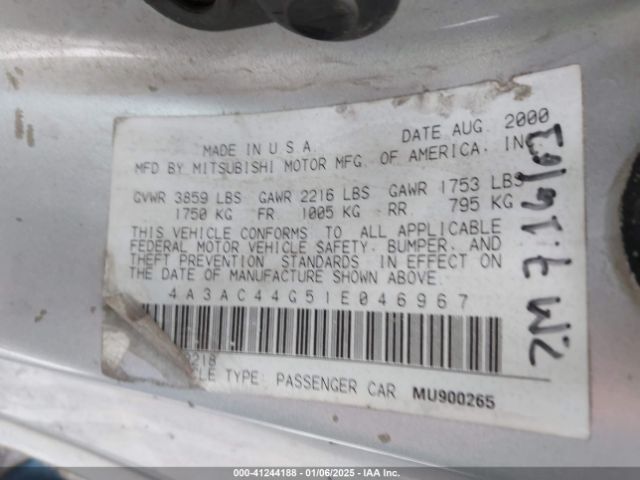 MADE IN U S A
DATE AUG. 2000
MFD BY MITSUBISHI MOTOR MFG. OF AMERICA, INC
GVWR 3859 LBS GAWR 2216 LBS GAWR 1753 LBS
1750 KG FR 1005 KG RR 795 KG
THIS VEHICLE CONFORMS TO ALL APPLICABLE
FEDERAL MOTOR VEHICLE SAFETY, BUMPER, AND
THEFT PREVENTION STANDARDS IN EFFECT ON
THE DATE OF MANUFACTURE SHOWN ABOVE.
4A3AC44G51E046967
TYPE: PASSENGER CAR MU900265
000-41244188 - 01/06/2025 - IAA Inc.